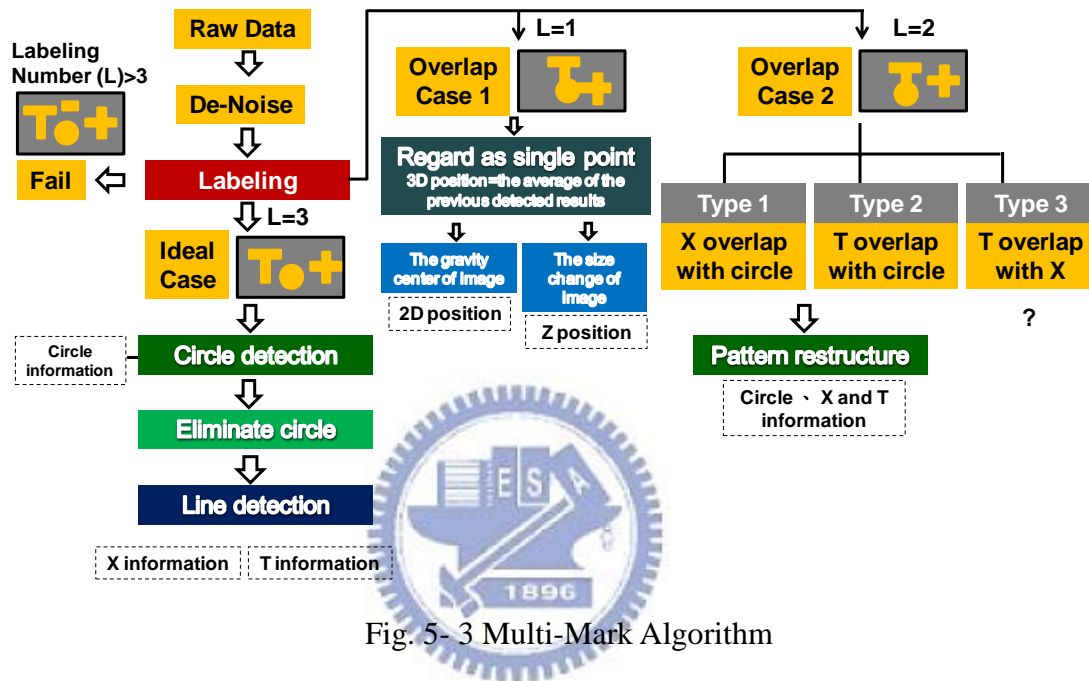 Raw Data
De-Noise
Labeling
Labeling
Number (L)>3
Fail
L=3
Ideal
Case
Circle detection
Circle
information
Eliminate circle
Line detection
X information
T information
L=1
Overlap
Case 1
Regard as single point
3D position=the average of the
previous detected results
The gravity
center of image
2D position
The size
change of
image
Z position
L=2
Overlap
Case 2
Type 1
X overlap
with circle
Type 2
T overlap
with circle
Type 3
T overlap
with X
?
Pattern restructure
Circle、X and T
information
E S A
1896
Fig. 5- 3 Multi-Mark Algorithm